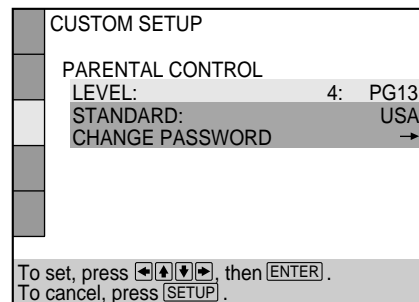 CUSTOM SETUP
PARENTAL CONTROL
LEVEL: 4: PG13
STANDARD: USA
CHANGE PASSWORD →
To set, press ←↑↓→, then ENTER.
To cancel, press SETUP.